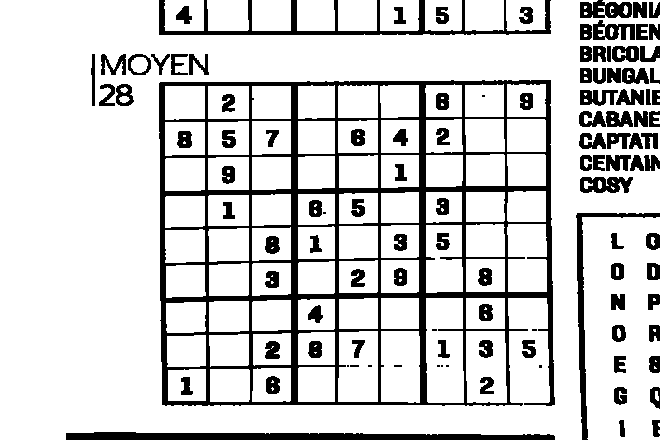 4 1 5 3
MOYEN
28
2 6 9
8 5 7 6 4 2
9 1
1 6 5 3
8 1 3 5
3 2 9 8
4 6
2 8 7 1 3 5
1 6 2
BÉGONIA
BÉOTIEN
BRICOLA
BUNGAL
BUTANIE
CABANE
CAPTATI
CENTAIN
COSY
L
O D
N P
O R
E S
G
I